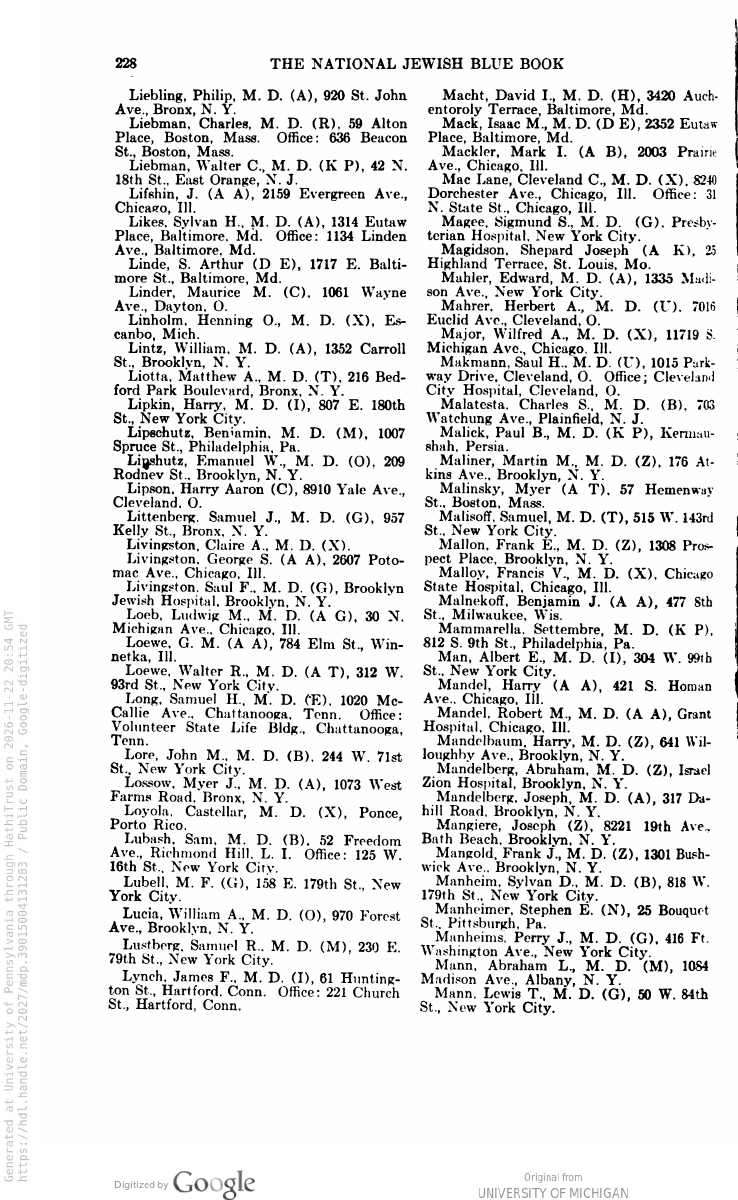 228
THE NATIONAL JEWISH BLUE BOOK
Liebling, Philip, M. D. (A), 920 St. John
Ave., Bronx, N. Y.
Liebman, Charles, M. D. (R), 59 Alton
Place, Boston, Mass. Office: 636 Beacon
St., Boston, Mass.
Liebman, Walter C., M. D. (K P), 42 N.
18th St., East Orange, N. J.
Lifshin, J. (A A), 2159 Evergreen Ave.,
Chicago, Ill.
Likes, Sylvan H., M. D. (A), 1314 Eutaw
Place, Baltimore, Md. Office: 1134 Linden
Ave., Baltimore, Md.
Linde, S. Arthur (D E), 1717 E. Balti-
more St., Baltimore, Md.
Linder, Maurice M. (C), 1061 Wayne
Ave., Dayton, O.
Linholm, Henning O., M. D. (X), Es-
canbo, Mich.
Lintz, William, M. D. (A), 1352 Carroll
St., Brooklyn, N. Y.
Liotta, Matthew A., M. D. (T), 216 Bed-
ford Park Boulevard, Bronx, N. Y.
Lipkin, Harry, M. D. (I), 807 E. 180th
St., New York City.
Lipschutz, Benjamin, M. D. (M), 1007
Spruce St., Philadelphia, Pa.
Lipshutz, Emanuel W., M. D. (O), 209
Rodney St., Brooklyn, N. Y.
Lipson, Harry Aaron (C), 8910 Yale Ave.,
Cleveland, O.
Littenberg, Samuel J., M. D. (G), 957
Kelly St., Bronx, N. Y.
Livingston, Claire A., M. D. (X).
Livingston, George S. (A A), 2607 Poto-
mac Ave., Chicago, Ill.
Livingston, Saul F., M. D. (G), Brooklyn
Jewish Hospital, Brooklyn, N. Y.
Loeb, Ludwig M., M. D. (A G), 30 N.
Michigan Ave., Chicago, Ill.
Loewe, G. M. (A A), 784 Elm St., Win-
netka, Ill.
Loewe, Walter R., M. D. (A T), 312 W.
93rd St., New York City.
Long, Samuel H., M. D. (E), 1020 Mc-
Callie Ave., Chattanooga, Tenn. Office:
Volunteer State Life Bldg., Chattanooga,
Tenn.
Lore, John M., M. D. (B), 244 W. 71st
St., New York City.
Lossow, Myer J., M. D. (A), 1073 West
Farms Road, Bronx, N. Y.
Loyola, Castellar, M. D. (X), Ponce,
Porto Rico.
Lubash, Sam, M. D. (B), 52 Freedom
Ave., Richmond Hill, L. I. Office: 125 W.
16th St., New York City.
Lubell, M. F. (G), 158 E. 179th St., New
York City.
Lucia, William A., M. D. (O), 970 Forest
Ave., Brooklyn, N. Y.
Lustberg, Samuel R., M. D. (M), 230 E.
79th St., New York City.
Lynch, James F., M. D. (I), 61 Hunting-
ton St., Hartford, Conn. Office: 221 Church
St., Hartford, Conn.
Macht, David I., M. D. (H), 3420 Auch-
entoroly Terrace, Baltimore, Md.
Mack, Isaac M., M. D. (D E), 2352 Eutaw
Place, Baltimore, Md.
Mackler, Mark I. (A B), 2003 Prairie
Ave., Chicago, Ill.
Mac Lane, Cleveland C., M. D. (X), 8240
Dorchester Ave., Chicago, Ill. Office: 31
N. State St., Chicago, Ill.
Magee, Sigmund S., M. D. (G), Presby-
terian Hospital, New York City.
Magidson, Shepard Joseph (A K), 25
Highland Terrace, St. Louis, Mo.
Mahler, Edward, M. D. (A), 1335 Madi-
son Ave., New York City.
Mahrer, Herbert A., M. D. (U), 7016
Euclid Ave., Cleveland, O.
Major, Wilfred A., M. D. (X), 11719 S.
Michigan Ave., Chicago, Ill.
Makmann, Saul H., M. D. (U), 1015 Park-
way Drive, Cleveland, O. Office; Cleveland
City Hospital, Cleveland, O.
Malatesta, Charles S., M. D. (B), 703
Watchung Ave., Plainfield, N. J.
Malick, Paul B., M. D. (K P), Kermau-
shah, Persia.
Maliner, Martin M., M. D. (Z), 176 At-
kins Ave., Brooklyn, N. Y.
Malinsky, Myer (A T), 57 Hemenway
St., Boston, Mass.
Malisoff, Samuel, M. D. (T), 515 W. 143rd
St., New York City.
Mallon, Frank E., M. D. (Z), 1308 Pros-
pect Place, Brooklyn, N. Y.
Malloy, Francis V., M. D. (X), Chicago
State Hospital, Chicago, Ill.
Malnekoff, Benjamin J. (A A), 477 8th
St., Milwaukee, Wis.
Mammarella, Settembre, M. D. (K P),
812 S. 9th St., Philadelphia, Pa.
Man, Albert E., M. D. (I), 304 W. 99th
St., New York City.
Mandel, Harry (A A), 421 S. Homan
Ave., Chicago, Ill.
Mandel, Robert M., M. D. (A A), Grant
Hospital, Chicago, Ill.
Mandelbaum, Harry, M. D. (Z), 641 Wil-
loughby Ave., Brooklyn, N. Y.
Mandelberg, Abraham, M. D. (Z), Israel
Zion Hospital, Brooklyn, N. Y.
Mandelberg, Joseph, M. D. (A), 317 Da-
hill Road, Brooklyn, N. Y.
Mangiere, Joseph (Z), 8221 19th Ave.,
Bath Beach, Brooklyn, N. Y.
Mangold, Frank J., M. D. (Z), 1301 Bush-
wick Ave., Brooklyn, N. Y.
Manheim, Sylvan D., M. D. (B), 818 W.
179th St., New York City.
Manheimer, Stephen E. (N), 25 Bouquet
St., Pittsburgh, Pa.
Manheims, Perry J., M. D. (G), 416 Ft.
Washington Ave., New York City.
Mann, Abraham L., M. D. (M), 1084
Madison Ave., Albany, N. Y.
Mann, Lewis T., M. D. (G), 50 W. 84th
St., New York City.
Generated at University of Pennsylvania through HathiTrust on 2026-11-22 20:54 GMT
https://hdl.handle.net/2027/mdp.39015004131203 / Public Domain, Google-digitized
Digitized by Google
Original from
UNIVERSITY OF MICHIGAN